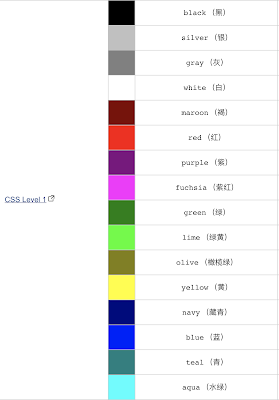 black (黑)
silver (银)
gray (灰)
white (白)
maroon (褐)
red (红)
purple (紫)
fuchsia (紫红)
green (绿)
lime (绿黄)
olive (橄榄绿)
yellow (黄)
navy (藏青)
blue (蓝)
teal (青)
aqua (水绿)
CSS Level 1